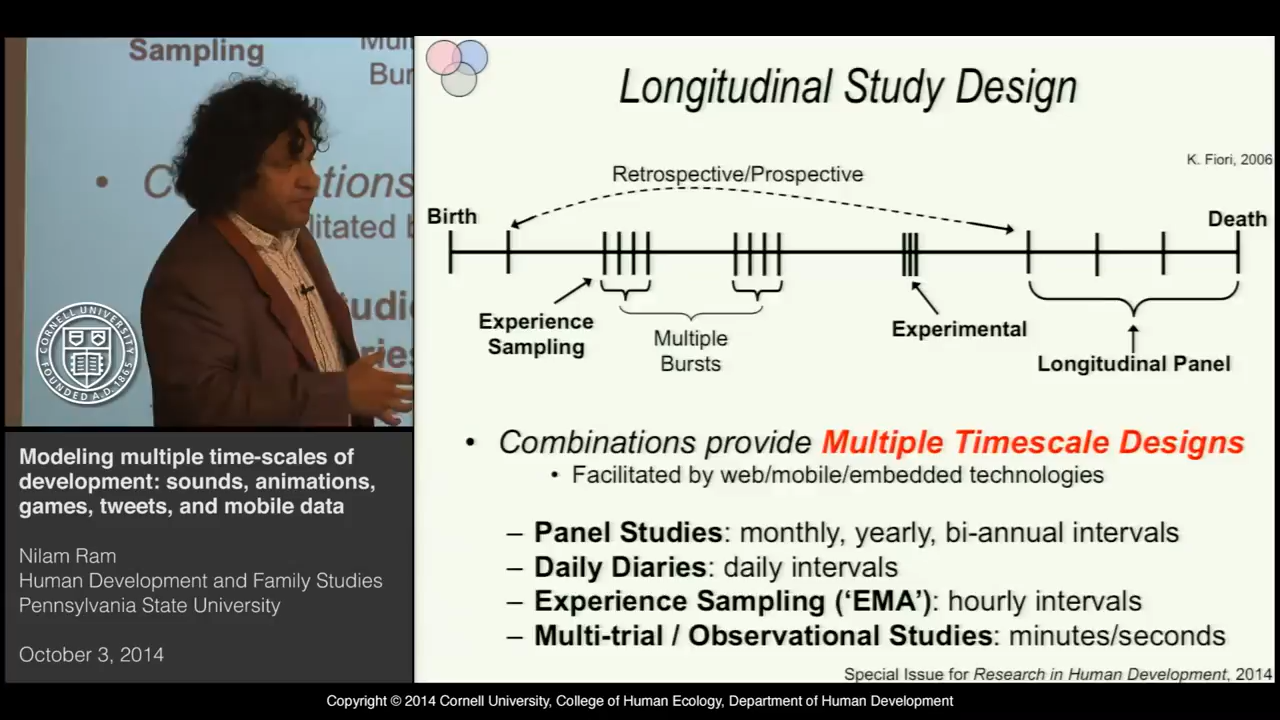 Sampling
Longitudinal Study Design
K. Fiori, 2006
Retrospective/Prospective
Birth
Death
Experience
Sampling
Multiple
Bursts
Experimental
Longitudinal Panel
• Combinations provide Multiple Timescale Designs
• Facilitated by web/mobile/embedded technologies
– Panel Studies: monthly, yearly, bi-annual intervals
– Daily Diaries: daily intervals
– Experience Sampling (‘EMA’): hourly intervals
– Multi-trial / Observational Studies: minutes/seconds
Special Issue for Research in Human Development, 2014
CORNELL UNIVERSITY
FOUNDED A.D. 1865
Modeling multiple time-scales of
development: sounds, animations,
games, tweets, and mobile data
Nilam Ram
Human Development and Family Studies
Pennsylvania State University
October 3, 2014
Copyright © 2014 Cornell University, College of Human Ecology, Department of Human Development